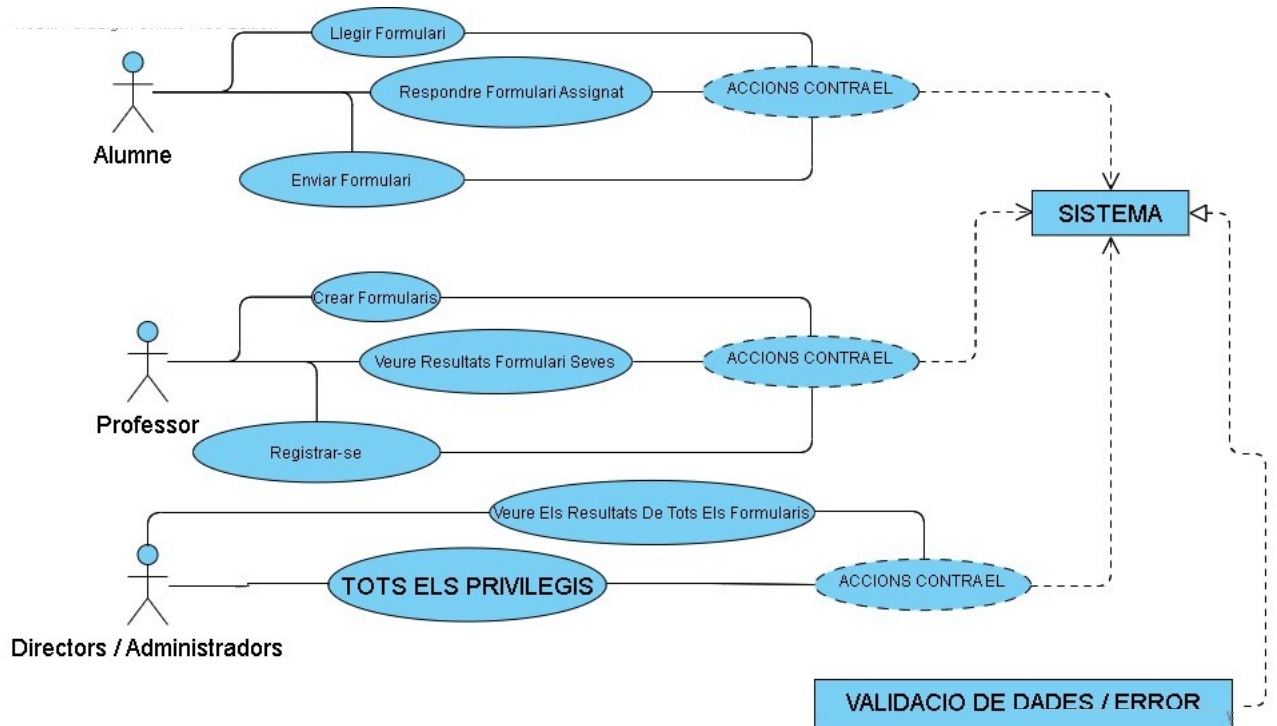 Llegir Formulari
Respondre Formulari Assignat
ACCIONS CONTRA EL
Alumne
Enviar Formulari
SISTEMA
Crear Formularis
Veure Resultats Formulari Seves
ACCIONS CONTRA EL
Professor
Registrar-se
Veure Els Resultats De Tots Els Formularis
TOTS ELS PRIVILEGIS
ACCIONS CONTRA EL
Directors / Administradors
VALIDACIO DE DADES / ERROR